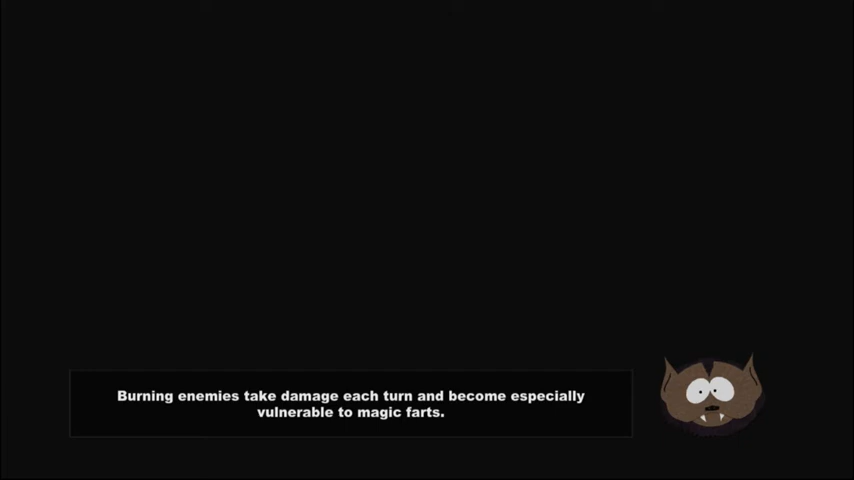 Burning enemies take damage each turn and become especially
vulnerable to magic farts.